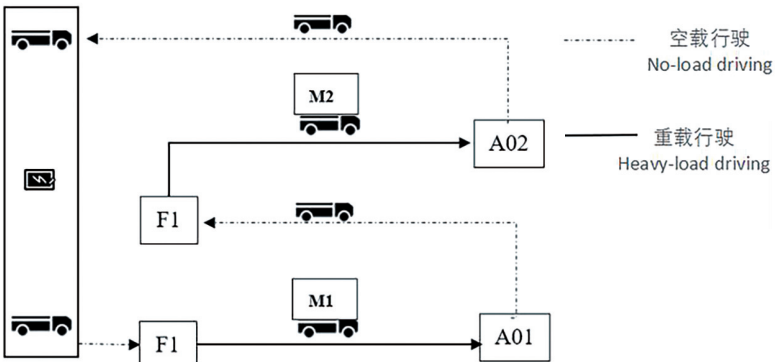 空载行驶
No-load driving
M2
A02
重载行驶
Heavy-load driving
F1
M1
F1
A01